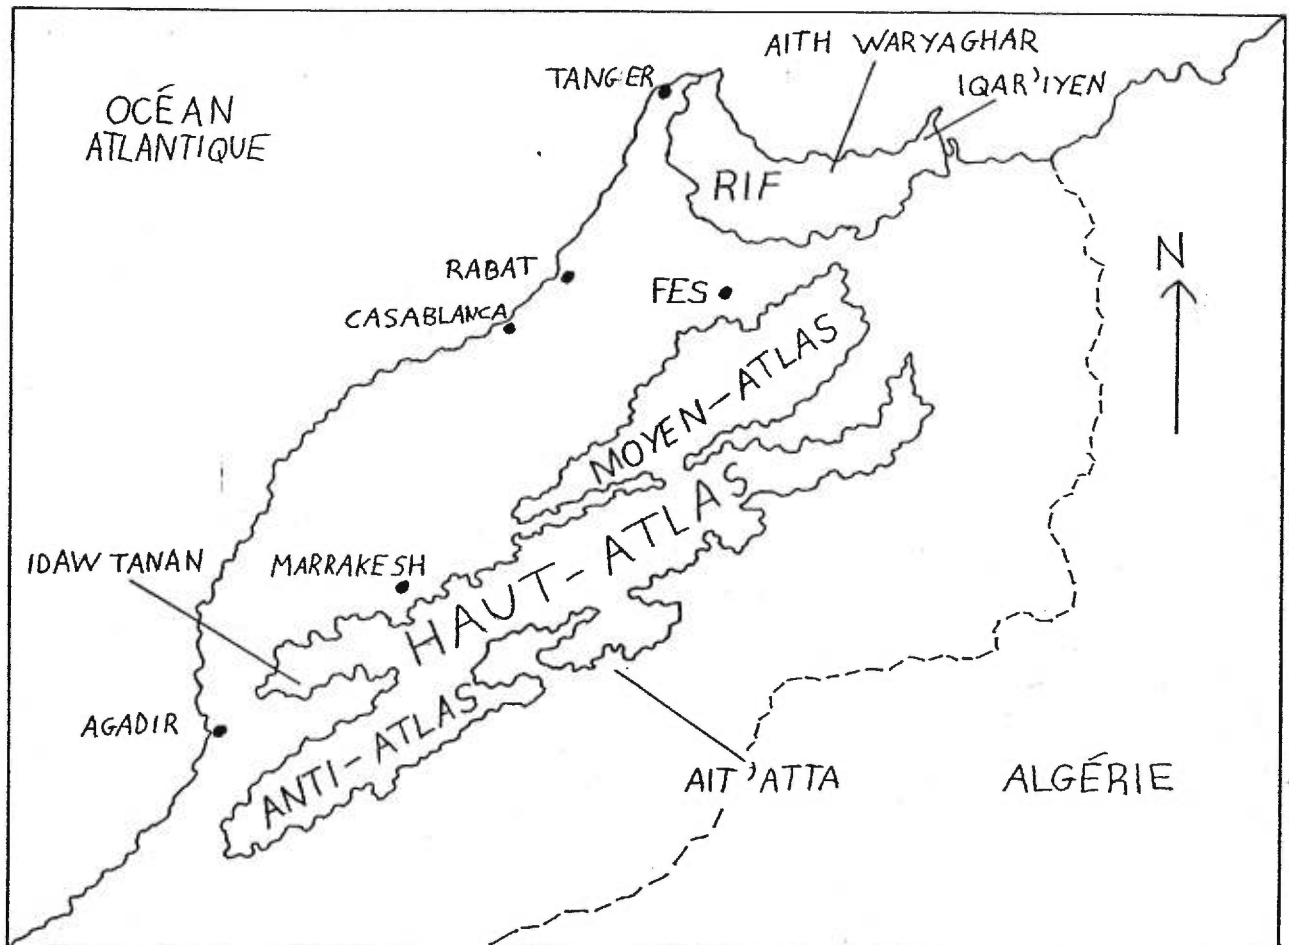 AITH WARYAGHAR
TANGER
IQAR'IYEN
OCÉAN
ATLANTIQUE
RIF
N
RABAT
FES
CASABLANCA
MOYEN-ATLAS
HAUT-ATLAS
IDAW TANAN
MARRAKESH
ANTI-ATLAS
AGADIR
AIT 'ATTA
ALGÉRIE